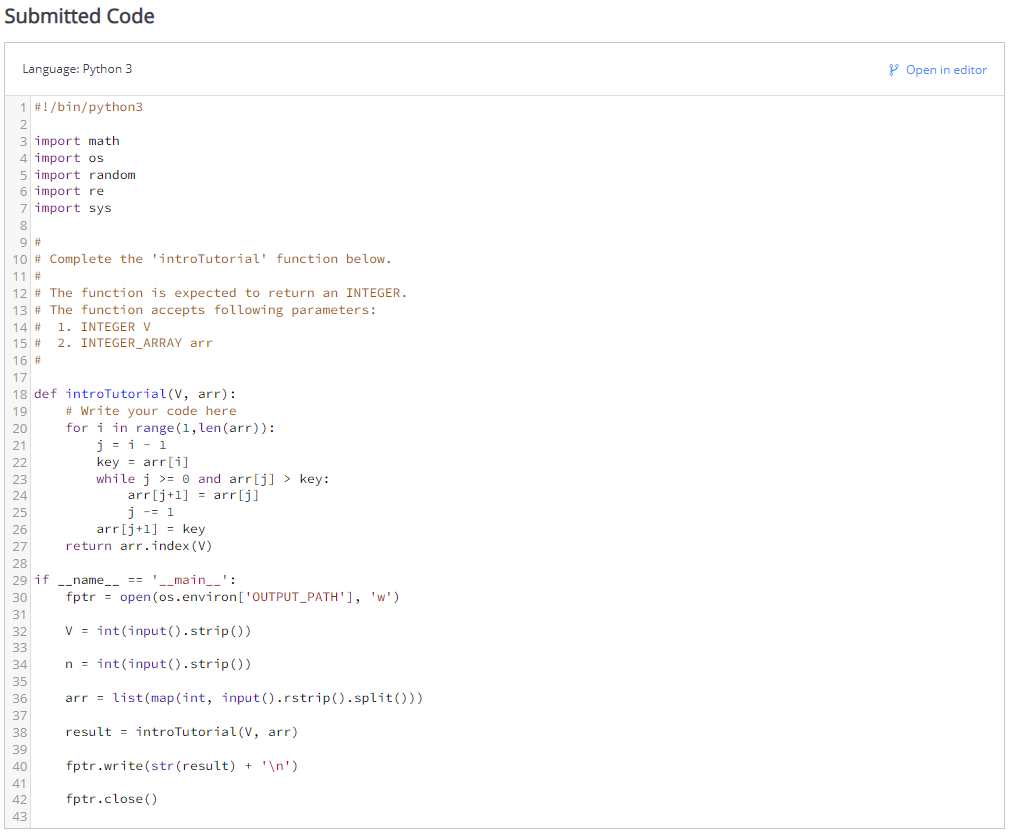 Submitted Code
Language: Python 3
Open in editor
1 #!/bin/python3
2
3 import math
4 import os
5 import random
6 import re
7 import sys
8
9 #
10 # Complete the 'introTutorial' function below.
11 #
12 # The function is expected to return an INTEGER.
13 # The function accepts following parameters:
14 #  1. INTEGER V
15 #  2. INTEGER_ARRAY arr
16 #
17
18 def introTutorial(V, arr):
19     # Write your code here
20     for i in range(1,len(arr)):
21         j = i - 1
22         key = arr[i]
23         while j >= 0 and arr[j] > key:
24             arr[j+1] = arr[j]
25             j -= 1
26         arr[j+1] = key
27     return arr.index(V)
28
29 if __name__ == '__main__':
30     fptr = open(os.environ['OUTPUT_PATH'], 'w')
31
32     V = int(input().strip())
33
34     n = int(input().strip())
35
36     arr = list(map(int, input().rstrip().split()))
37
38     result = introTutorial(V, arr)
39
40     fptr.write(str(result) + '\n')
41
42     fptr.close()
43